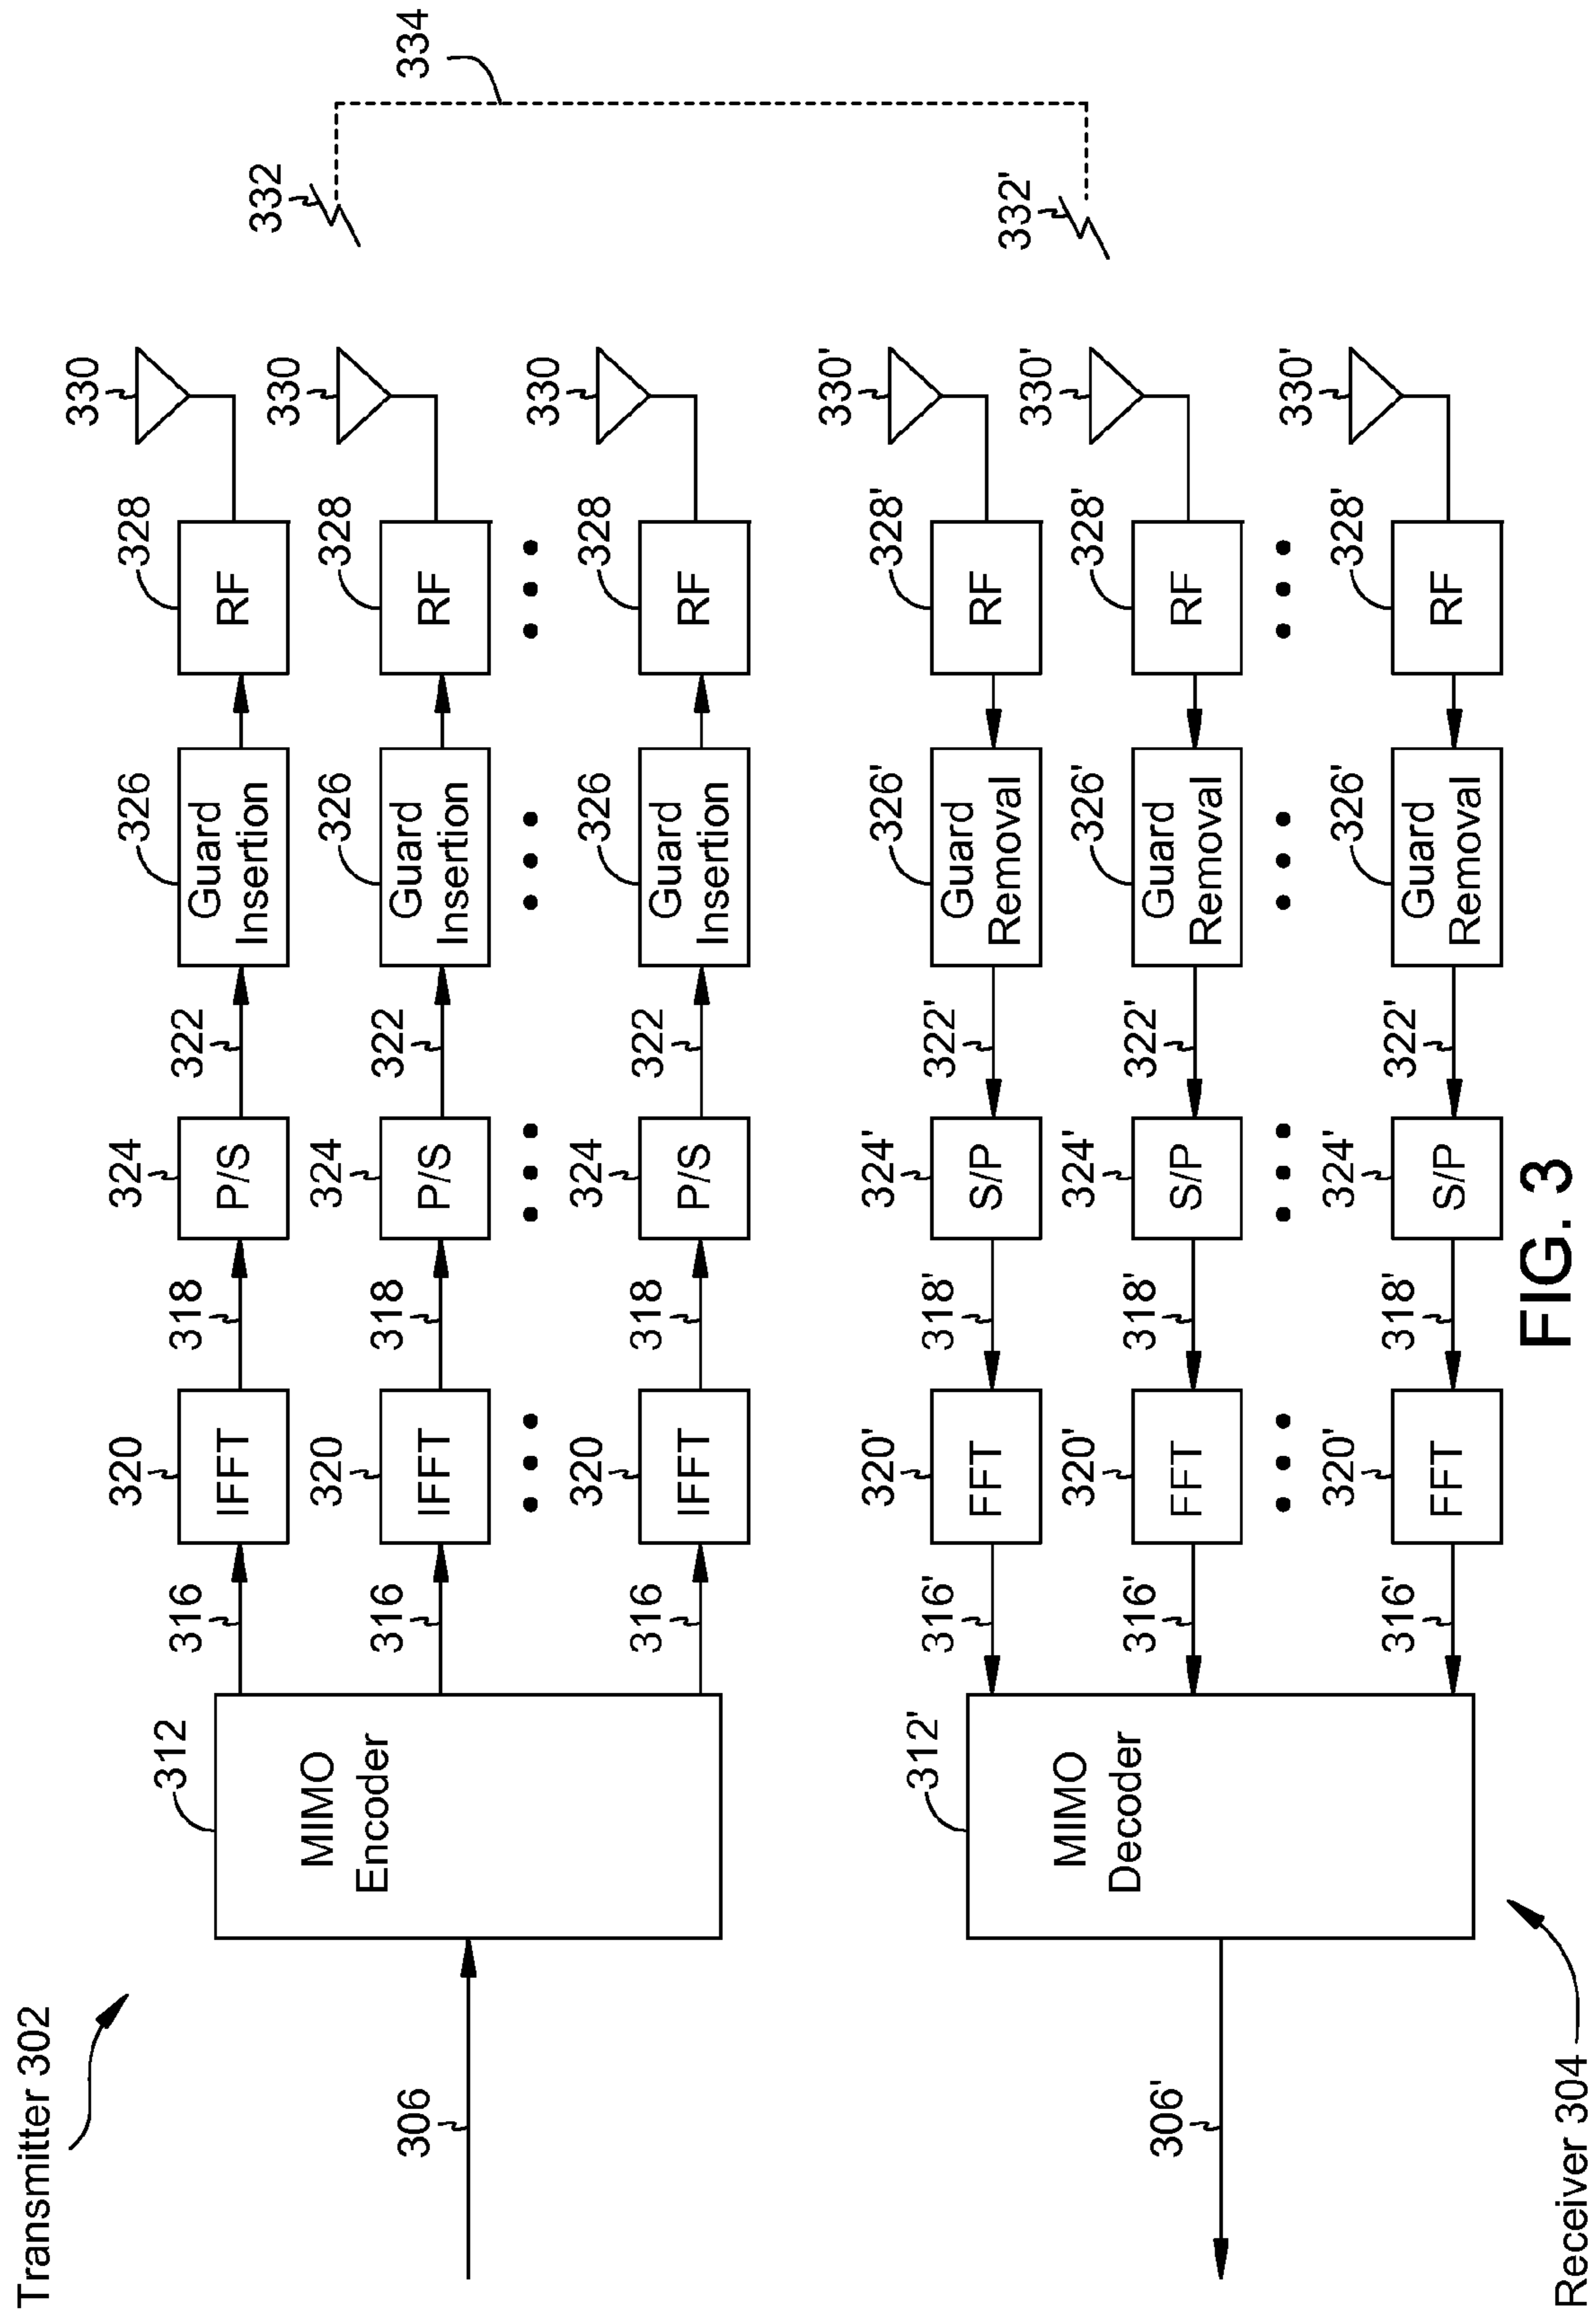 Transmitter 302
306
312
MIMO
Encoder
316
320
IFFT
318
324
P/S
322
326
Guard
Insertion
328
RF
330
316
320
IFFT
318
324
P/S
322
326
Guard
Insertion
328
RF
330
316
320
IFFT
318
324
P/S
322
326
Guard
Insertion
328
RF
330
332
334
332'
306'
312'
MIMO
Decoder
316'
320'
FFT
318'
324'
S/P
322'
326'
Guard
Removal
328'
RF
330'
316'
320'
FFT
318'
324'
S/P
322'
326'
Guard
Removal
328'
RF
330'
316'
320'
FFT
318'
324'
S/P
322'
326'
Guard
Removal
328'
RF
330'
Receiver 304
FIG. 3